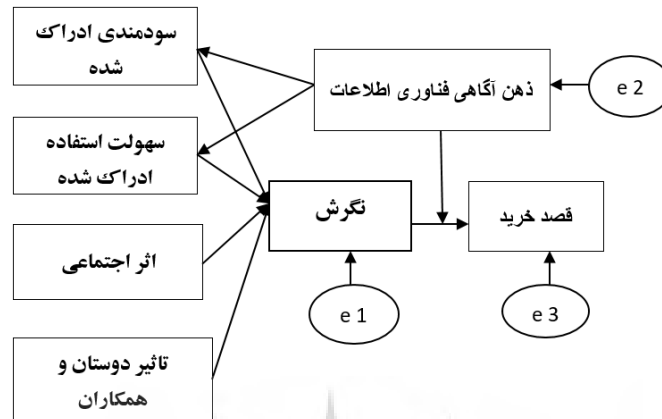 سودمندی ادراک
شده
ذهن آگاهی فناوری اطلاعات
e 2
سهولت استفاده
ادراک شده
نگرش
قصد خرید
اثر اجتماعی
e 1
e 3
تاثیر دوستان و
همکاران